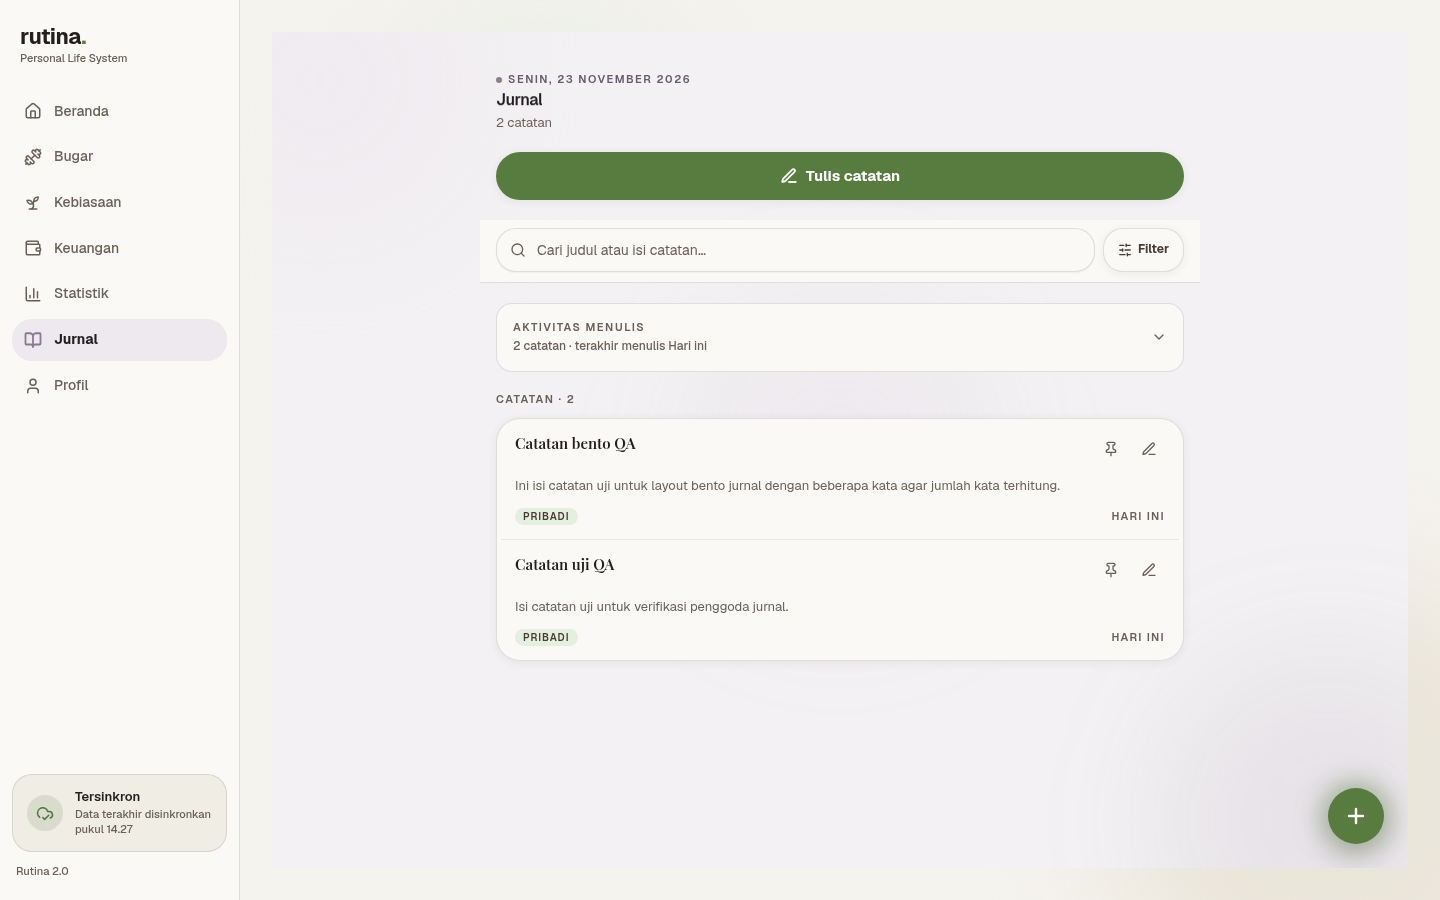 rutina.
Personal Life System
Beranda
Bugar
Kebiasaan
Keuangan
Statistik
Jurnal
Profil
Tersinkron
Data terakhir disinkronkan
pukul 14.27
Rutina 2.0
SENIN, 23 NOVEMBER 2026
Jurnal
2 catatan
Tulis catatan
Cari judul atau isi catatan...
Filter
AKTIVITAS MENULIS
2 catatan · terakhir menulis Hari ini
CATATAN · 2
Catatan bento QA
Ini isi catatan uji untuk layout bento jurnal dengan beberapa kata agar jumlah kata terhitung.
PRIBADI
HARI INI
Catatan uji QA
Isi catatan uji untuk verifikasi penggoda jurnal.
PRIBADI
HARI INI